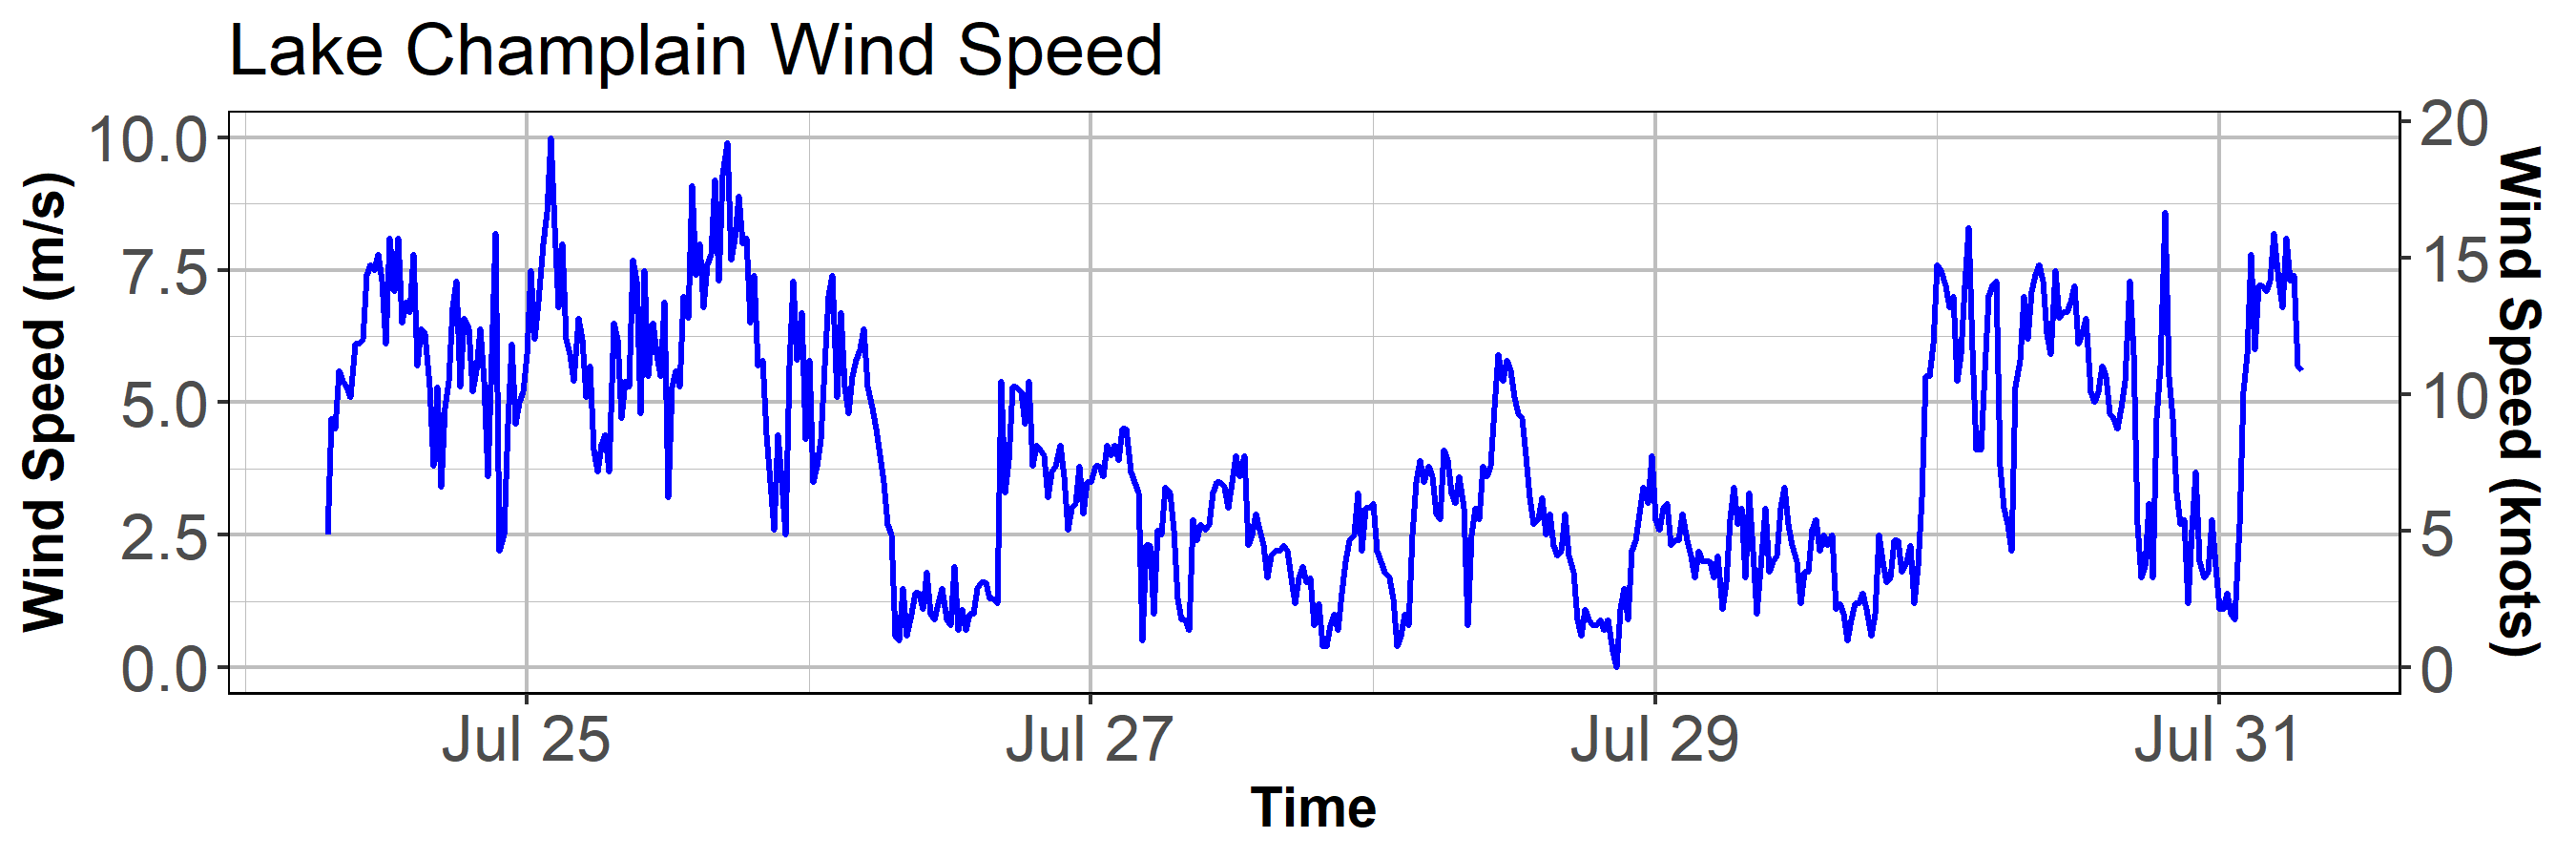 Lake Champlain Wind Speed
Wind Speed (m/s)
10.0
7.5
5.0
2.5
0.0
20
15
10
5
0
Wind Speed (knots)
Jul 25 Jul 27 Jul 29 Jul 31
Time